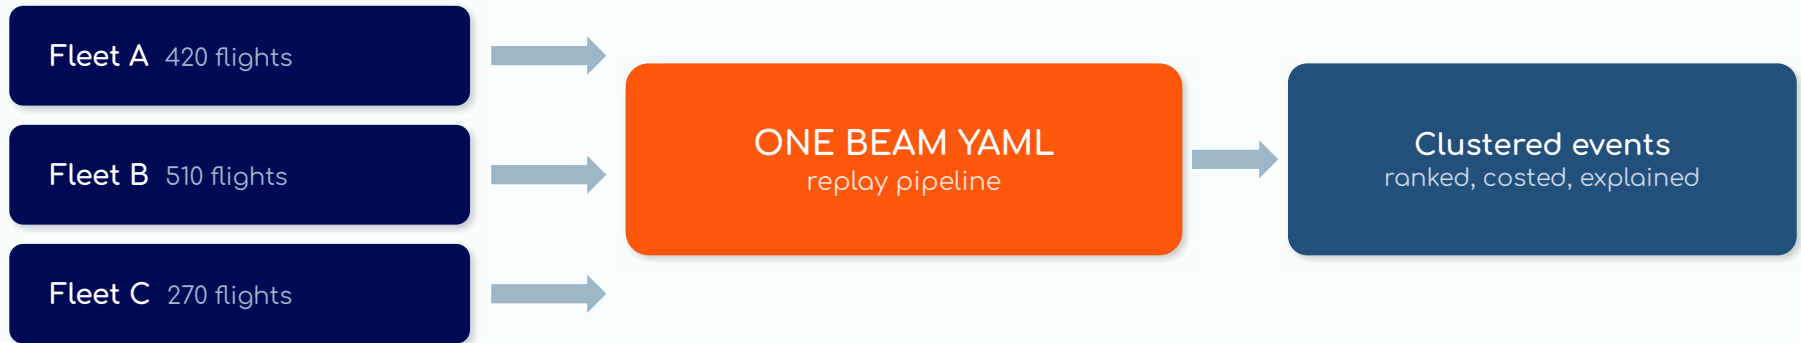 Fleet A 420 flights
Fleet B 510 flights
Fleet C 270 flights
ONE BEAM YAML
replay pipeline
Clustered events
ranked, costed, explained